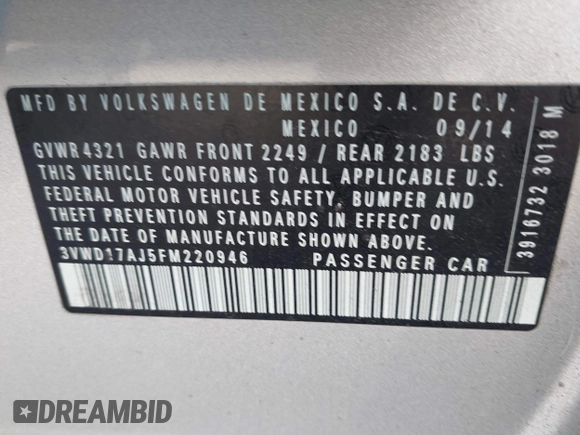 MFD BY VOLKSWAGEN DE MEXICO S.A. DE C.V.
MEXICO 09/14
GVWR 4321 GAWR FRONT 2249 / REAR 2183 LBS
THIS VEHICLE CONFORMS TO ALL APPLICABLE U.S.
FEDERAL MOTOR VEHICLE SAFETY, BUMPER AND
THEFT PREVENTION STANDARDS IN EFFECT ON
THE DATE OF MANUFACTURE SHOWN ABOVE.
3VWD17AJ5FM220946 PASSENGER CAR
3916732 3018 M
DREAMBID